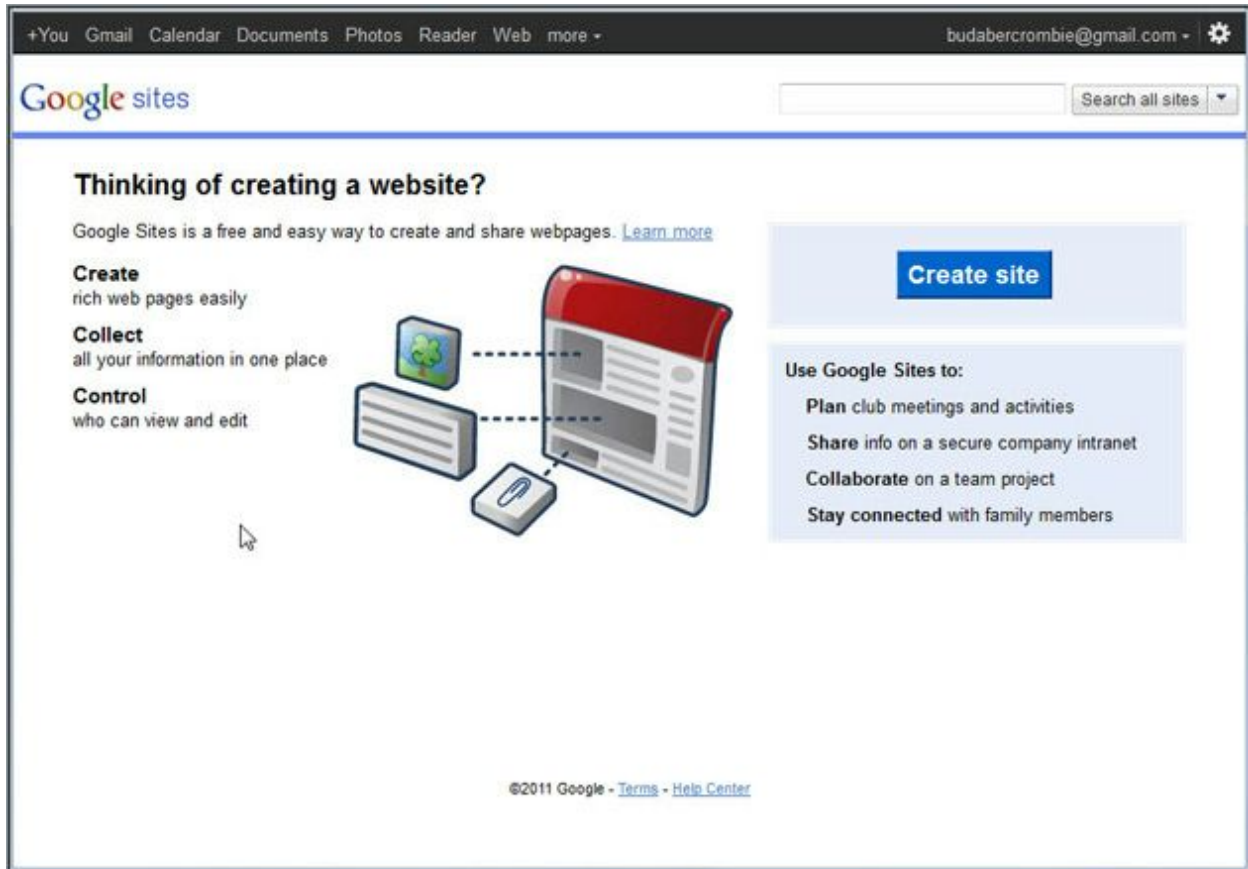 +You Gmail Calendar Documents Photos Reader Web more
budabercrombie@gmail.com
Google sites
Search all sites
Thinking of creating a website?
Google Sites is a free and easy way to create and share webpages. Learn more
Create
rich web pages easily
Collect
all your information in one place
Control
who can view and edit
Create site
Use Google Sites to:
Plan club meetings and activities
Share info on a secure company intranet
Collaborate on a team project
Stay connected with family members
©2011 Google - Terms - Help Center